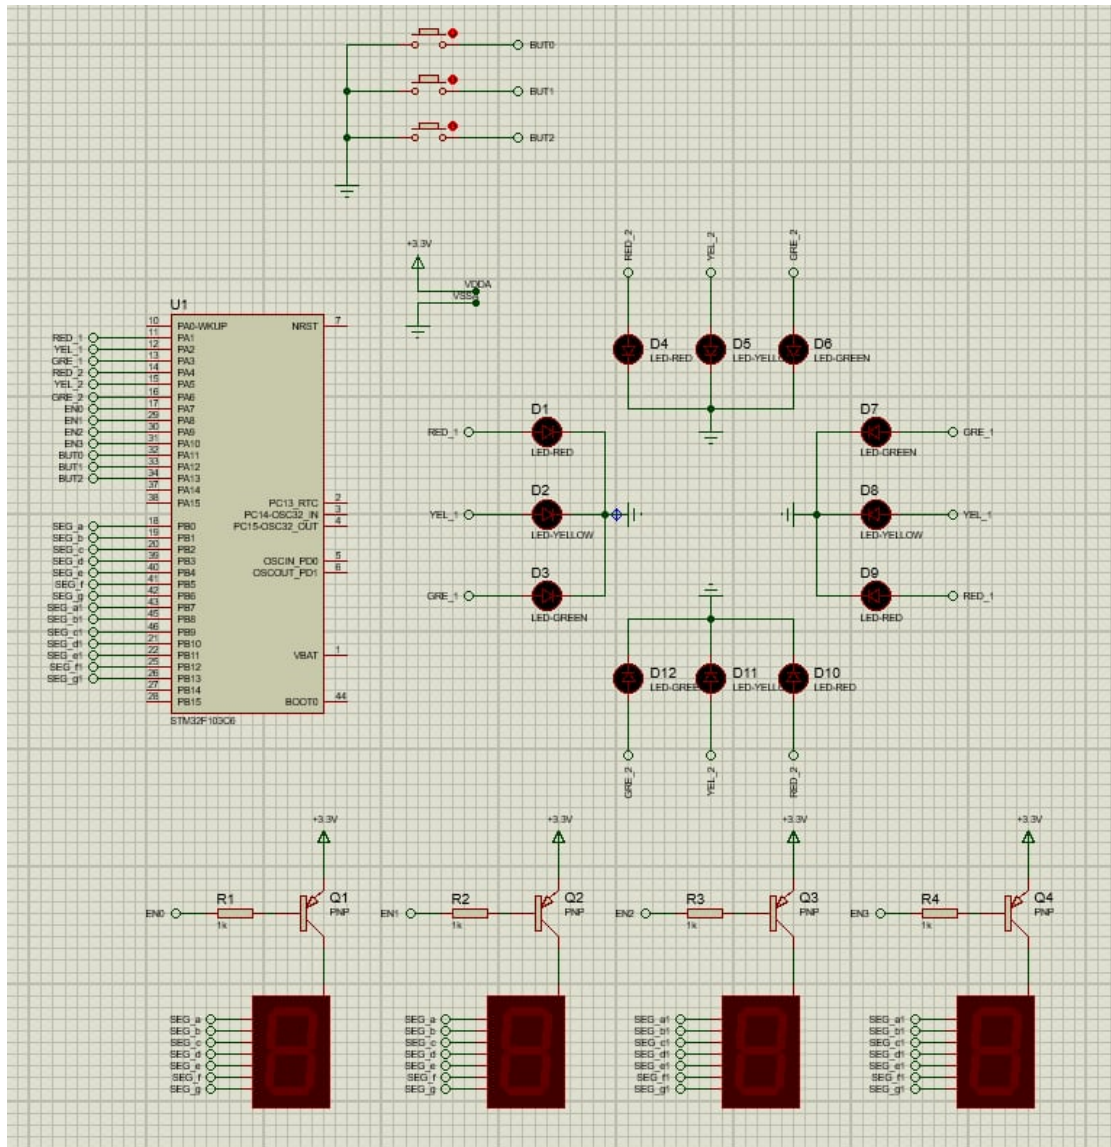 BUT0
BUT1
BUT2
+3.3V
VDDA
VSSA
RED_2
YEL_2
GRE_2
D4
LED-RED
D5
D6
LED-GREEN
U1
10 PA0-WKUP NRST 7
RED_1 11 PA1
YEL_1 12 PA2
GRE_1 13 PA3
RED_2 14 PA4
YEL_2 15 PA5
GRE_2 16 PA6
EN0 17 PA7
EN1 29 PA8
EN2 30 PA9
EN3 31 PA10
BUT0 32 PA11
BUT1 33 PA12
BUT2 34 PA13
37 PA14
38 PA15
PC13_RTC 2
PC14-OSC32_IN 3
PC15-OSC32_OUT 4
SEG_a 18 PB0
SEG_b 19 PB1
SEG_c 20 PB2
SEG_d 39 PB3
SEG_e 40 PB4
SEG_f 41 PB5
SEG_g 42 PB6
SEG_a1 43 PB7
SEG_b1 45 PB8
SEG_c1 46 PB9
SEG_d1 21 PB10
SEG_e1 22 PB11
SEG_f1 25 PB12
SEG_g1 26 PB13
27 PB14
28 PB15
OSCIN_PD0 5
OSCOUT_PD1 6
VBAT 1
BOOT0 44
STM32F103C6
D1
RED_1
LED-RED
D2
YEL_1
LED-YELLOW
D3
GRE_1
LED-GREEN
D7
GRE_1
LED-GREEN
D8
YEL_1
LED-YELLOW
D9
RED_1
LED-RED
D12
D11
D10
LED-RED
GRE_2
YEL_2
RED_2
+3.3V
R1
Q1
EN0
PNP
1k
+3.3V
R2
Q2
EN1
PNP
1k
+3.3V
R3
Q3
EN2
PNP
1k
+3.3V
R4
Q4
EN3
PNP
1k
SEG_a
SEG_b
SEG_c
SEG_d
SEG_e
SEG_f
SEG_g
SEG_a
SEG_b
SEG_c
SEG_d
SEG_e
SEG_f
SEG_g
SEG_a1
SEG_b1
SEG_c1
SEG_d1
SEG_e1
SEG_f1
SEG_g1
SEG_a1
SEG_b1
SEG_c1
SEG_d1
SEG_e1
SEG_f1
SEG_g1